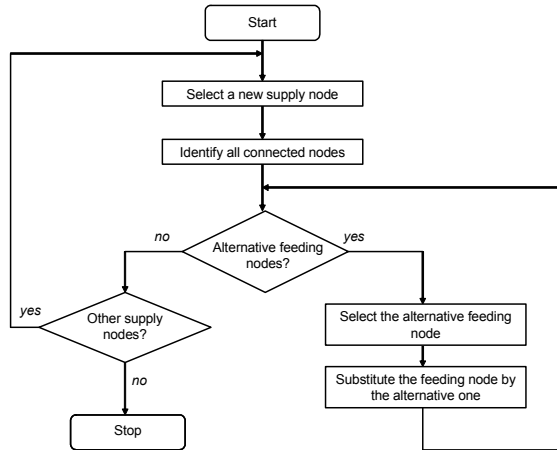 Start
Select a new supply node
Identify all connected nodes
no
Alternative feeding
nodes?
yes
yes
Other supply
nodes?
Select the alternative feeding
node
no
Substitute the feeding node by
the alternative one
Stop